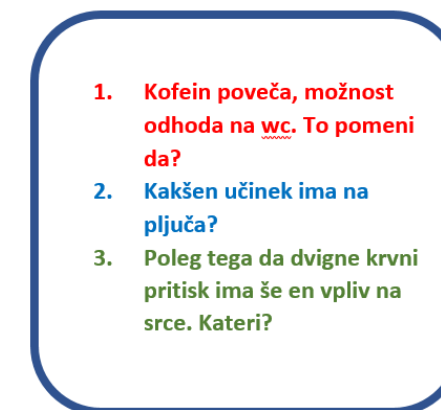 1. Kofein poveča, možnost
odhoda na wc. To pomeni
da?
2. Kakšen učinek ima na
pljuča?
3. Poleg tega da dvigne krvni
pritisk ima še en vpliv na
srce. Kateri?